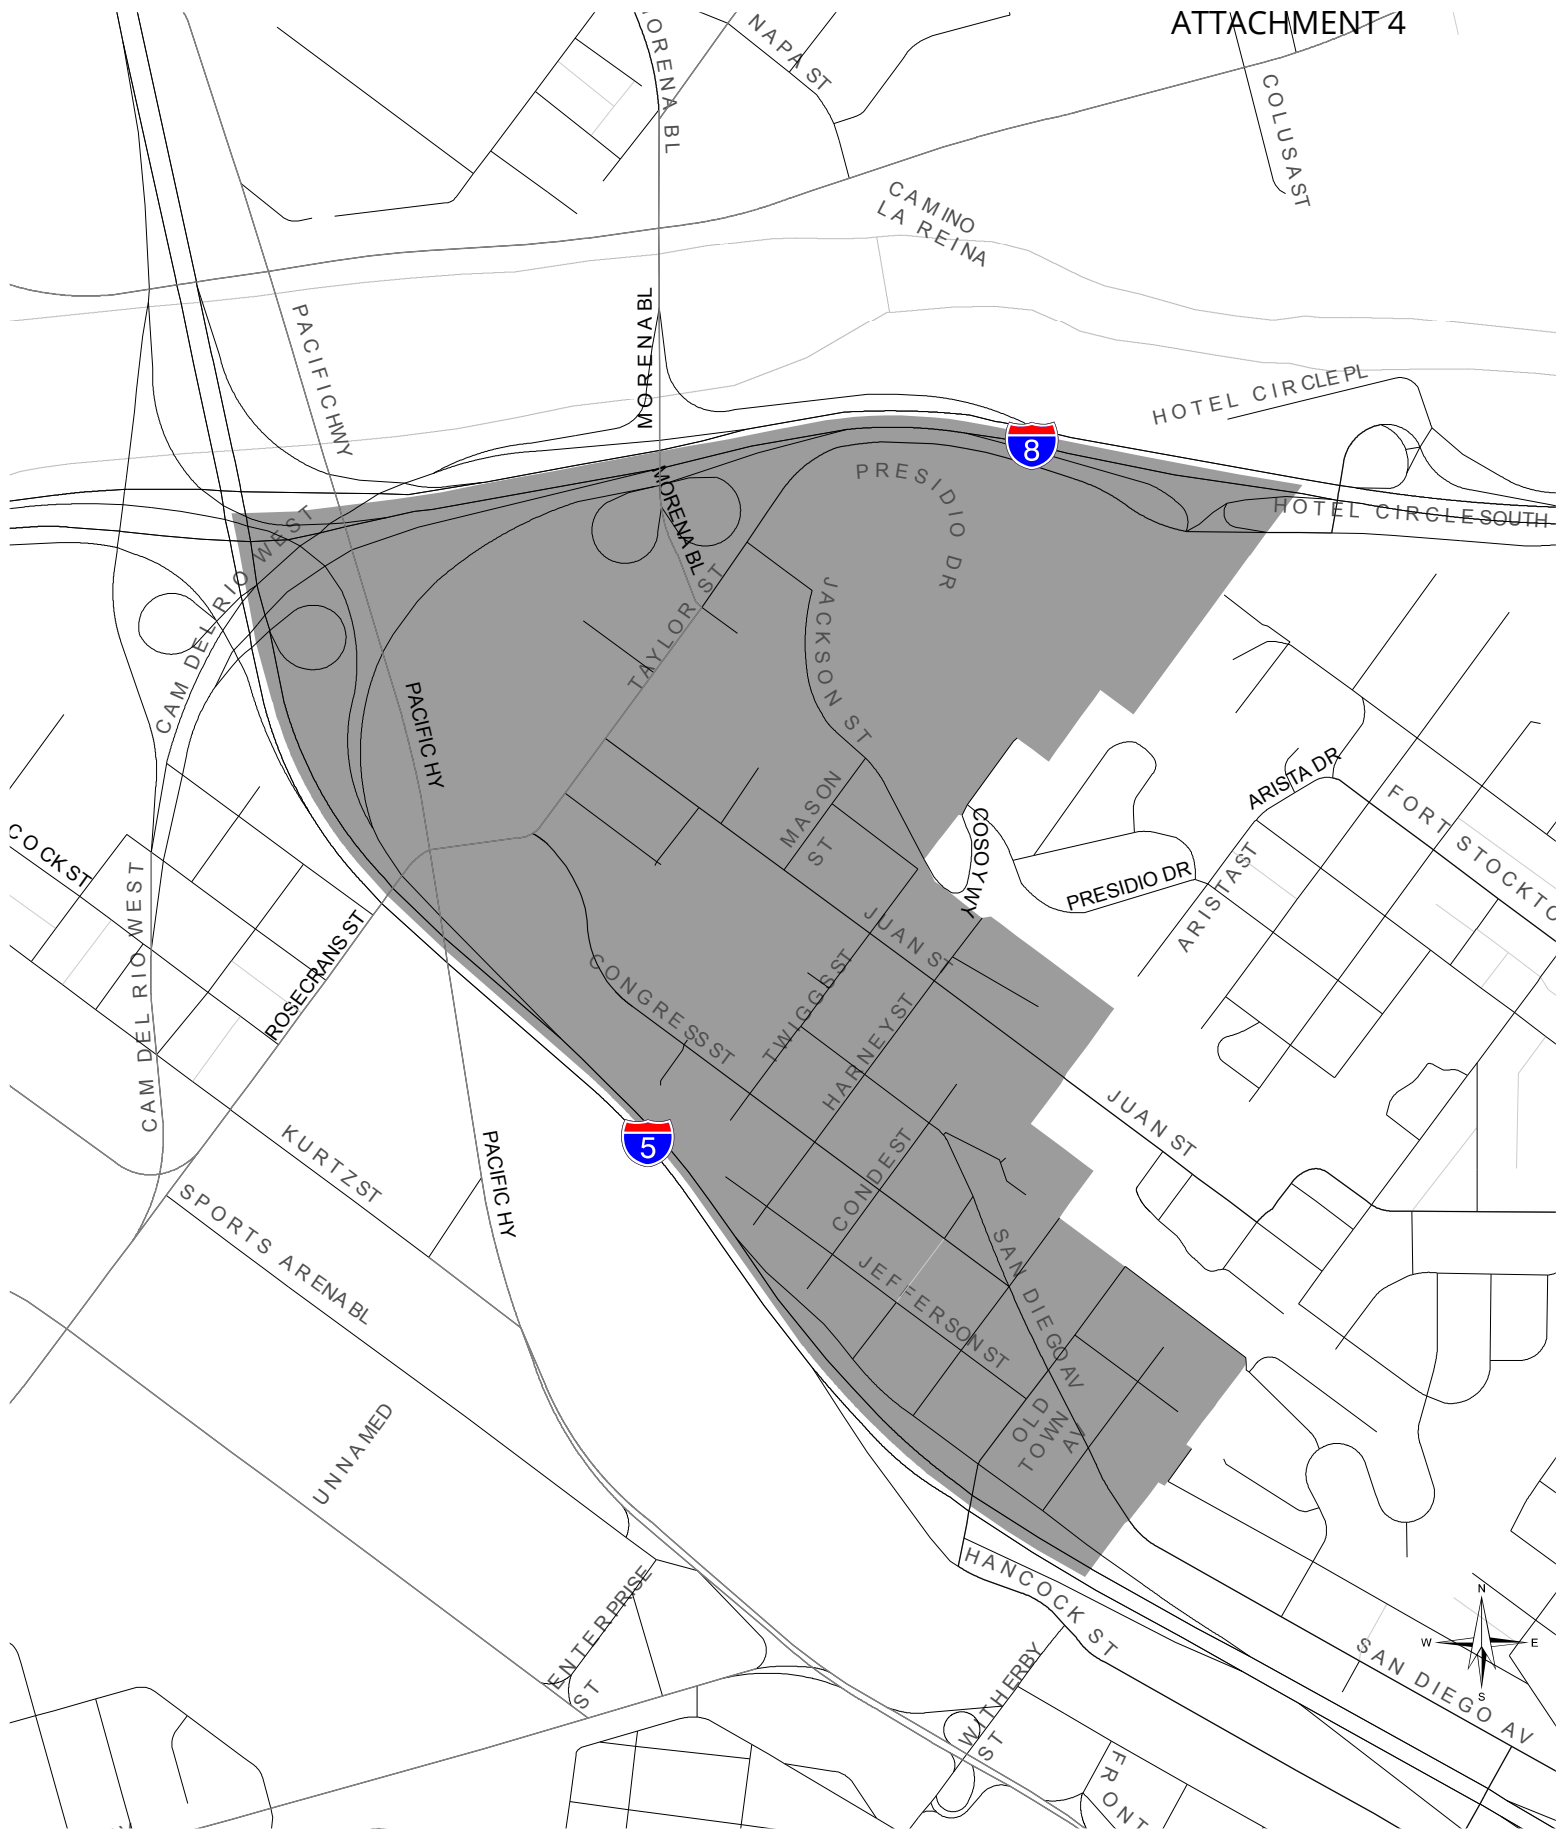 ATTACHMENT 4
NAPA ST
ORENA BL
COLUSA ST
CAMINO
LA REINA
PACIFIC HWY
MORENA BL
HOTEL CIRCLE PL
8
PRESIDIO DR
HOTEL CIRCLE SOUTH
MORENA BL
CAM DEL RIO WEST
TAYLOR ST
JACKSON ST
PACIFIC HY
MASON
ST
ARISTA DR
FORT STOCKTO
COSOY WY
COCK ST
PRESIDIO DR
ARISTA ST
CAM DEL RIO WEST
ROSECRANS ST
JUAN ST
CONGRESS ST
TWIGGS ST
HARNEY ST
JUAN ST
5
KURTZ ST
PACIFIC HY
CONDE ST
SPORTS ARENA BL
SAN DIEGO AV
JEFFERSON ST
OLD
TOWN
AV
UNNAMED
HANCOCK ST
ENTERPRISE
ST
WITHERBY
ST
N
W
E
S
SAN DIEGO AV
FRONT